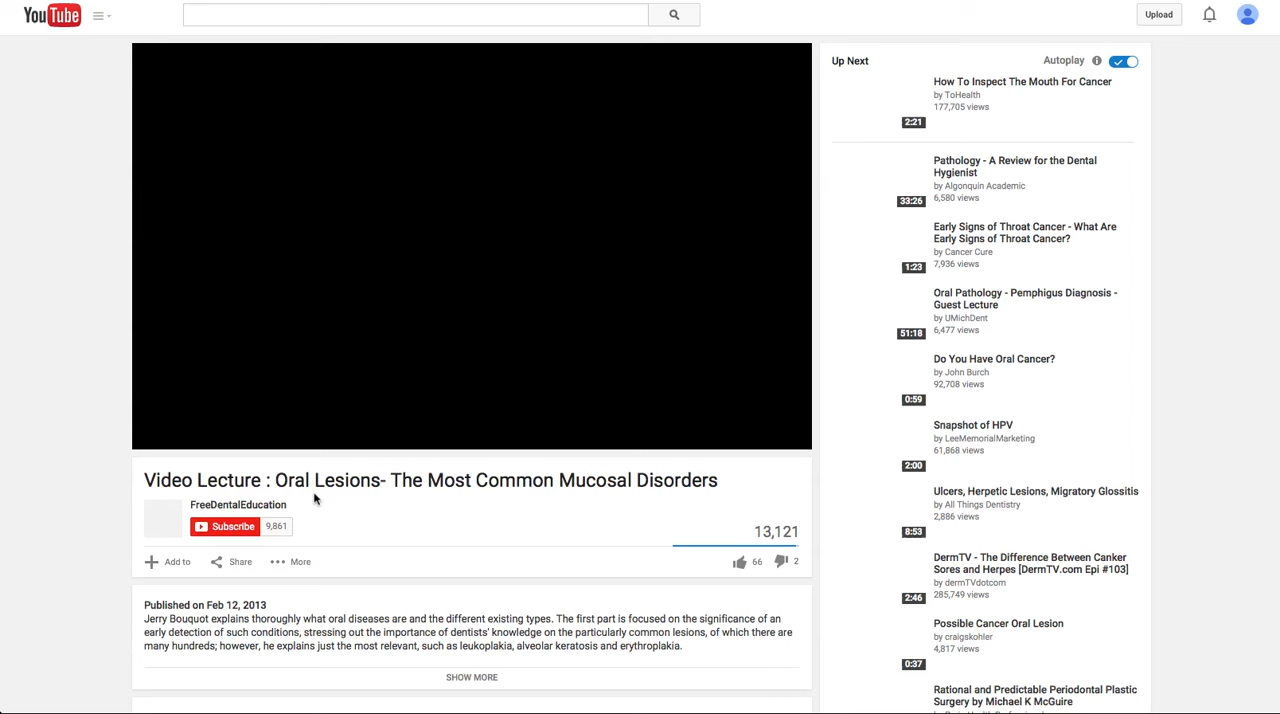 YouTube
Upload
Up Next
Autoplay
How To Inspect The Mouth For Cancer
by ToHealth
177,705 views
2:21
Pathology - A Review for the Dental
Hygienist
by Algonquin Academic
6,580 views
33:26
Early Signs of Throat Cancer - What Are
Early Signs of Throat Cancer?
by Cancer Cure
7,936 views
1:23
Oral Pathology - Pemphigus Diagnosis -
Guest Lecture
by UMichDent
6,477 views
51:18
Do You Have Oral Cancer?
by John Burch
92,708 views
0:59
Snapshot of HPV
by LeeMemorialMarketing
61,868 views
2:00
Ulcers, Herpetic Lesions, Migratory Glossitis
by All Things Dentistry
2,886 views
8:53
DermTV - The Difference Between Canker
Sores and Herpes [DermTV.com Epi #103]
by dermTVdotcom
285,749 views
2:46
Possible Cancer Oral Lesion
by craigskohler
4,817 views
0:37
Rational and Predictable Periodontal Plastic
Surgery by Michael K McGuire
Video Lecture : Oral Lesions- The Most Common Mucosal Disorders
FreeDentalEducation
Subscribe 9,861
13,121
Add to Share More 66 2
Published on Feb 12, 2013
Jerry Bouquot explains thoroughly what oral diseases are and the different existing types. The first part is focused on the significance of an
early detection of such conditions, stressing out the importance of dentists' knowledge on the particularly common lesions, of which there are
many hundreds; however, he explains just the most relevant, such as leukoplakia, alveolar keratosis and erythroplakia.
SHOW MORE